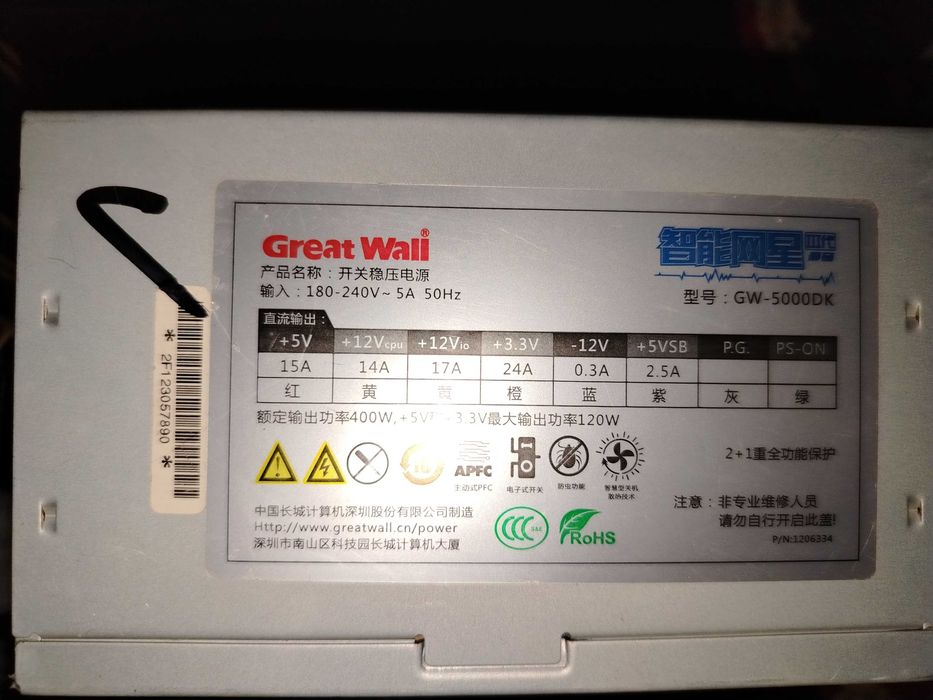 Great Wall®
智能网星 四代
产品名称：开关稳压电源
输入：180-240V~5A 50Hz
型号：GW-5000DK
直流输出：
+5V +12Vcpu +12Vio +3.3V -12V +5VSB P.G. PS-ON
15A 14A 17A 24A 0.3A 2.5A
红 黄 黄 橙 蓝 紫 灰 绿
额定输出功率400W,+5V和+3.3V最大输出功率120W
APFC
主动式PFC
电子式开关
防虫功能
智慧型关机
散热技术
2+1重全功能保护
中国长城计算机深圳股份有限公司制造
Http://www.greatwall.cn/power
深圳市南山区科技园长城计算机大厦
CCC S&E
RoHS
注意：非专业维修人员
请勿自行开启此盖!
P/N:1206334
* 2F123057890 *